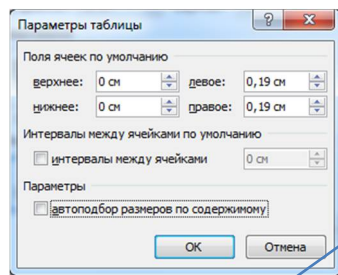 Параметры таблицы
Поля ячеек по умолчанию
верхнее: 0 см левое: 0,19 см
нижнее: 0 см правое: 0,19 см
Интервалы между ячейками по умолчанию
интервалы между ячейками 0 см
Параметры
автоподбор размеров по содержимому
ОК Отмена